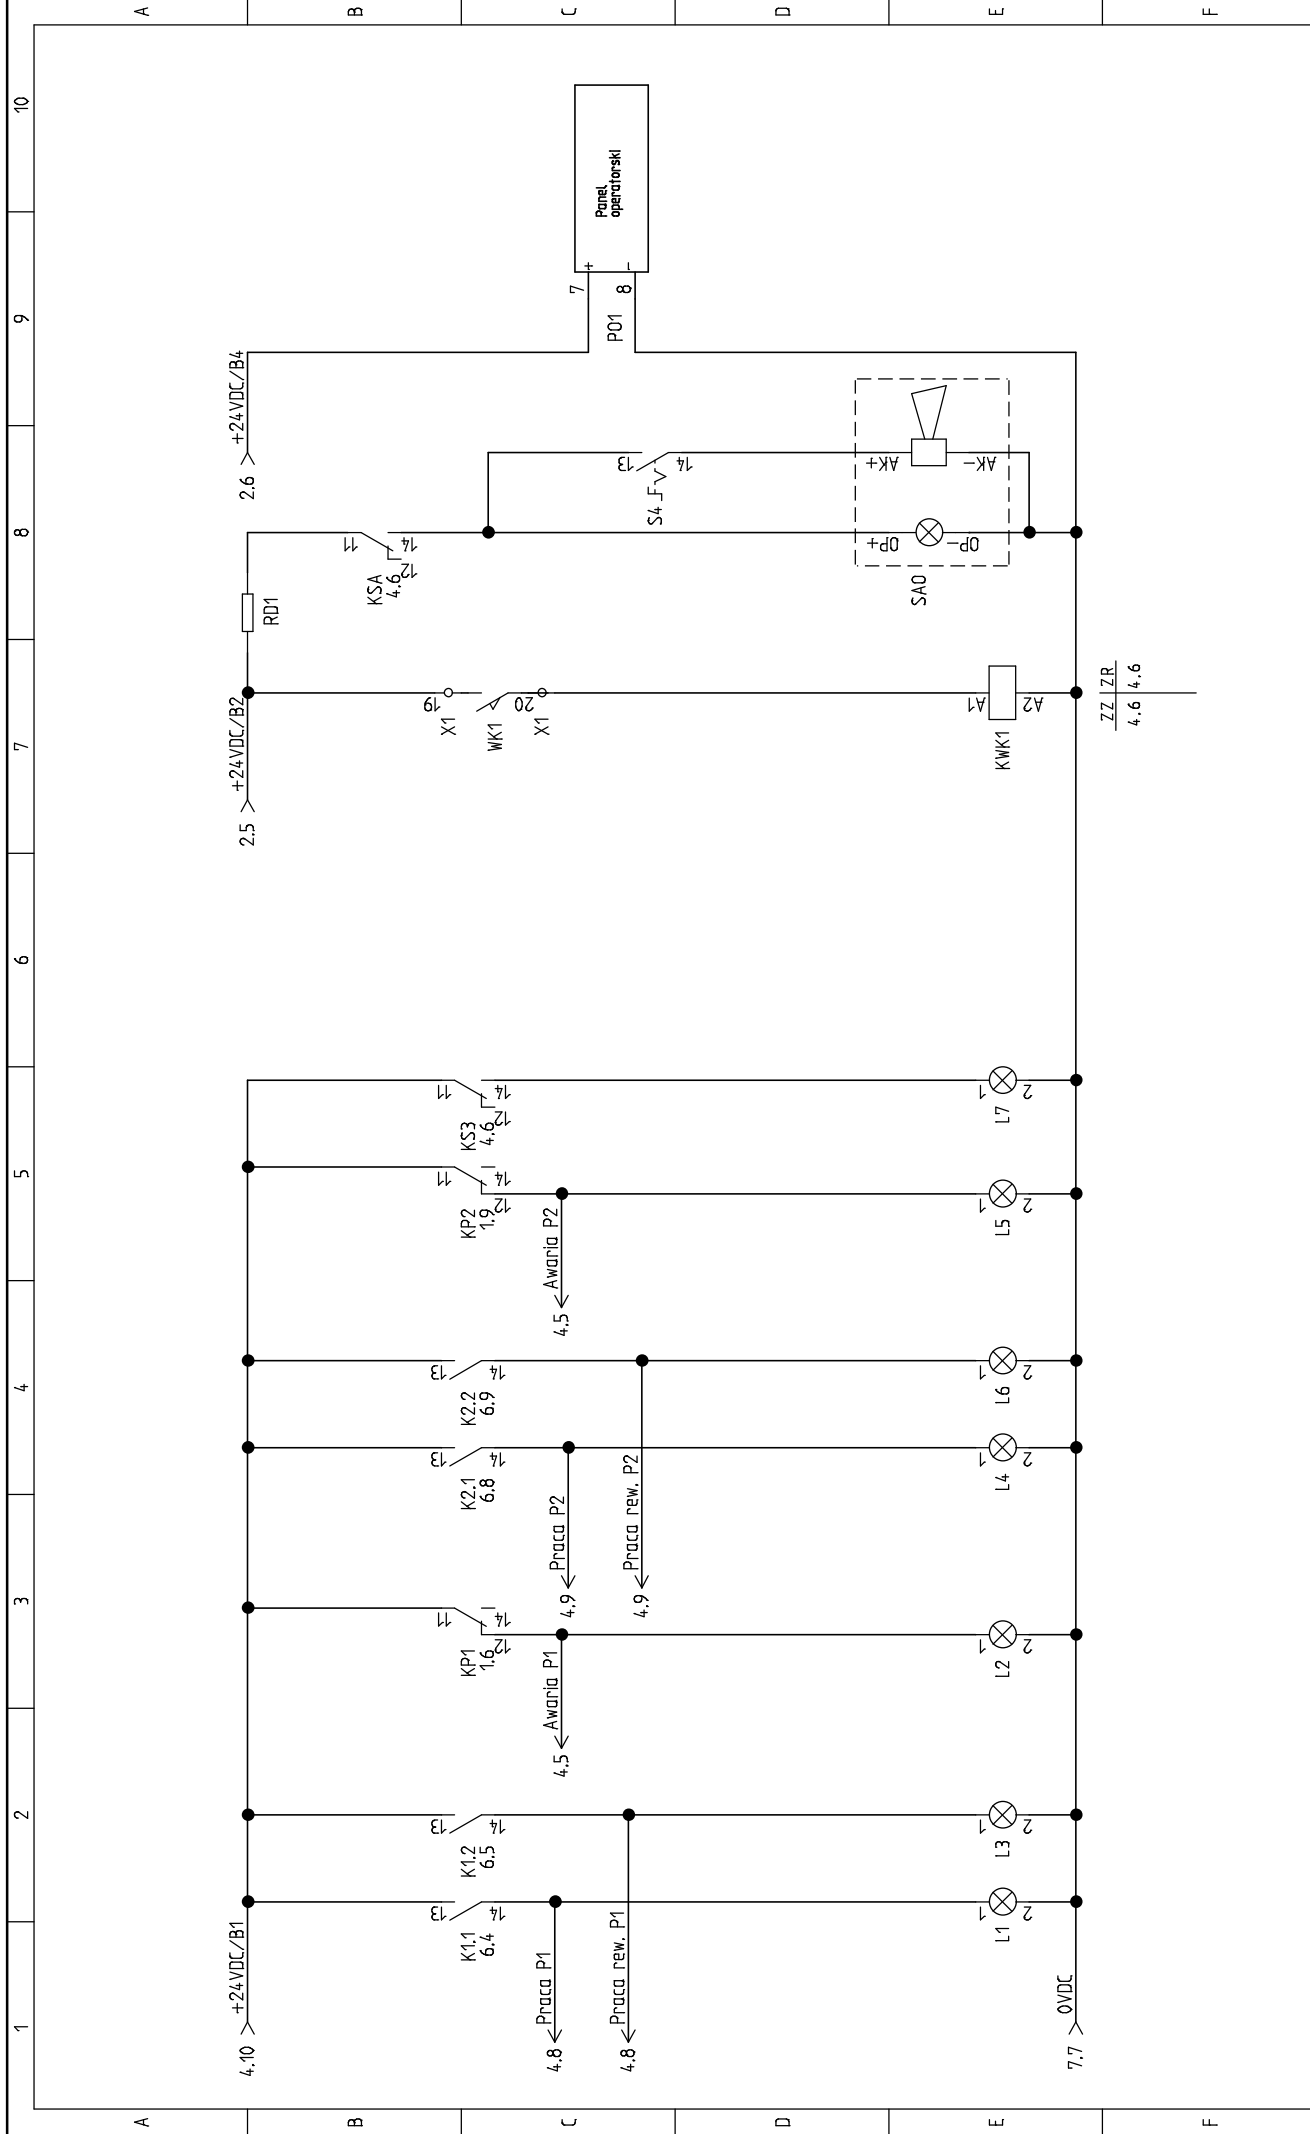 1
2
3
4
5
6
7
8
9
10
A
B
C
D
E
F
A
B
C
D
E
F
4.10
+24VDC/B1
2.5
+24VDC/B2
RD1
2.6
+24VDC/B4
K1.1
6.4
13
14
K1.2
6.5
13
14
KP1
1.6
11
12
14
K2.1
6.8
13
14
K2.2
6.9
13
14
KP2
1.9
11
12
14
KS3
4.6
11
12
14
X1
19
WK1
X1
20
KSA
4.6
11
12
14
4.8
Praca P1
4.8
Praca rew. P1
4.5
Awaria P1
4.9
Praca P2
4.9
Praca rew. P2
4.5
Awaria P2
S4
13
14
PO1
7
8
+
-
Panel
operatorski
L1
1
2
L3
1
2
L2
1
2
L4
1
2
L6
1
2
L5
1
2
L7
1
2
KWK1
A1
A2
SAO
OP+
OP-
AK+
AK-
7.7
0VDC
ZZ ZR
4.6 4.6